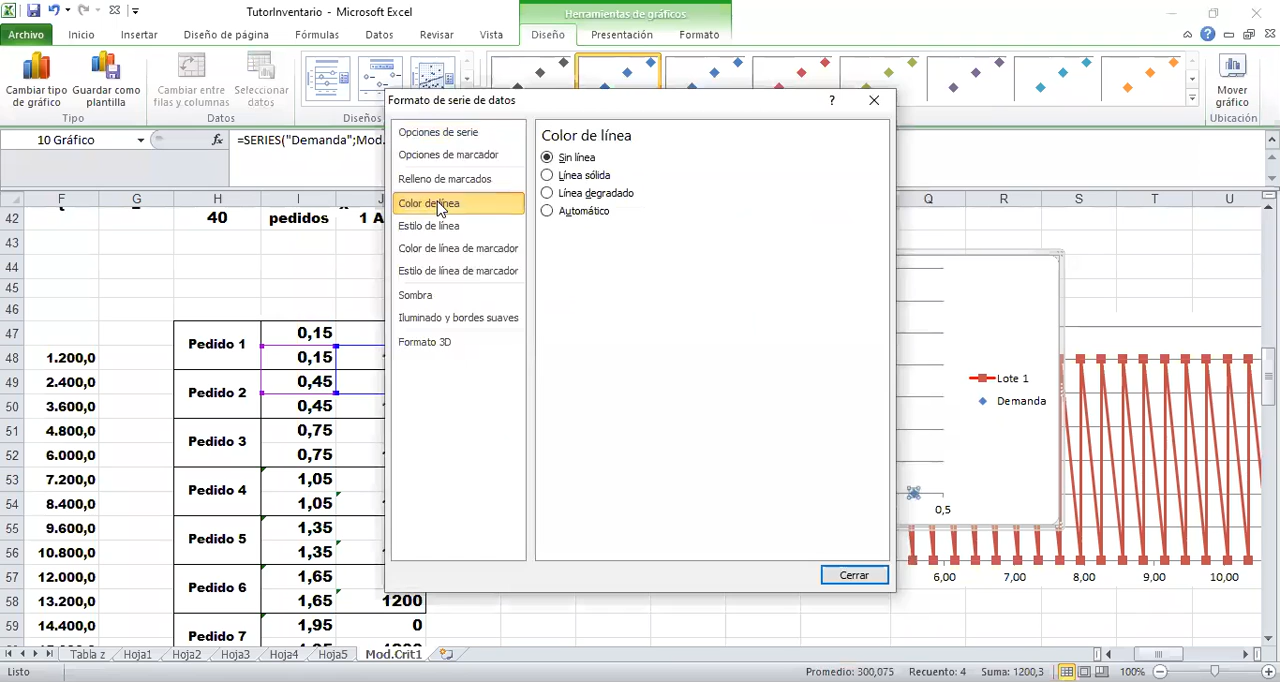 TutorInventario - Microsoft Excel
Herramientas de gráficos
Archivo
Inicio
Insertar
Diseño de página
Fórmulas
Datos
Revisar
Vista
Diseño
Presentación
Formato
Cambiar tipo de gráfico
Guardar como plantilla
Cambiar entre filas y columnas
Seleccionar datos
Mover gráfico
Tipo
Datos
Diseños
Ubicación
10 Gráfico
fx
=SERIES("Demanda";Mod.
Formato de serie de datos
?
Opciones de serie
Opciones de marcador
Relleno de marcados
Color de línea
Estilo de línea
Color de línea de marcador
Estilo de línea de marcador
Sombra
Iluminado y bordes suaves
Formato 3D
Color de línea
Sin línea
Línea sólida
Línea degradado
Automático
Cerrar
F G H I J Q R S T U
42 40 pedidos 1 A
43
44
45
46
47 Pedido 1 0,15
48 1.200,0 0,15
49 2.400,0 Pedido 2 0,45
50 3.600,0 0,45
51 4.800,0 Pedido 3 0,75
52 6.000,0 0,75
53 7.200,0 Pedido 4 1,05
54 8.400,0 1,05
55 9.600,0 Pedido 5 1,35
56 10.800,0 1,35
57 12.000,0 Pedido 6 1,65
58 13.200,0 1,65 1200
59 14.400,0 Pedido 7 1,95 0
Lote 1
Demanda
0,5
6,00 7,00 8,00 9,00 10,00
Tabla z Hoja1 Hoja2 Hoja3 Hoja4 Hoja5 Mod.Crit1
Listo
Promedio: 300,075 Recuento: 4 Suma: 1200,3 100%